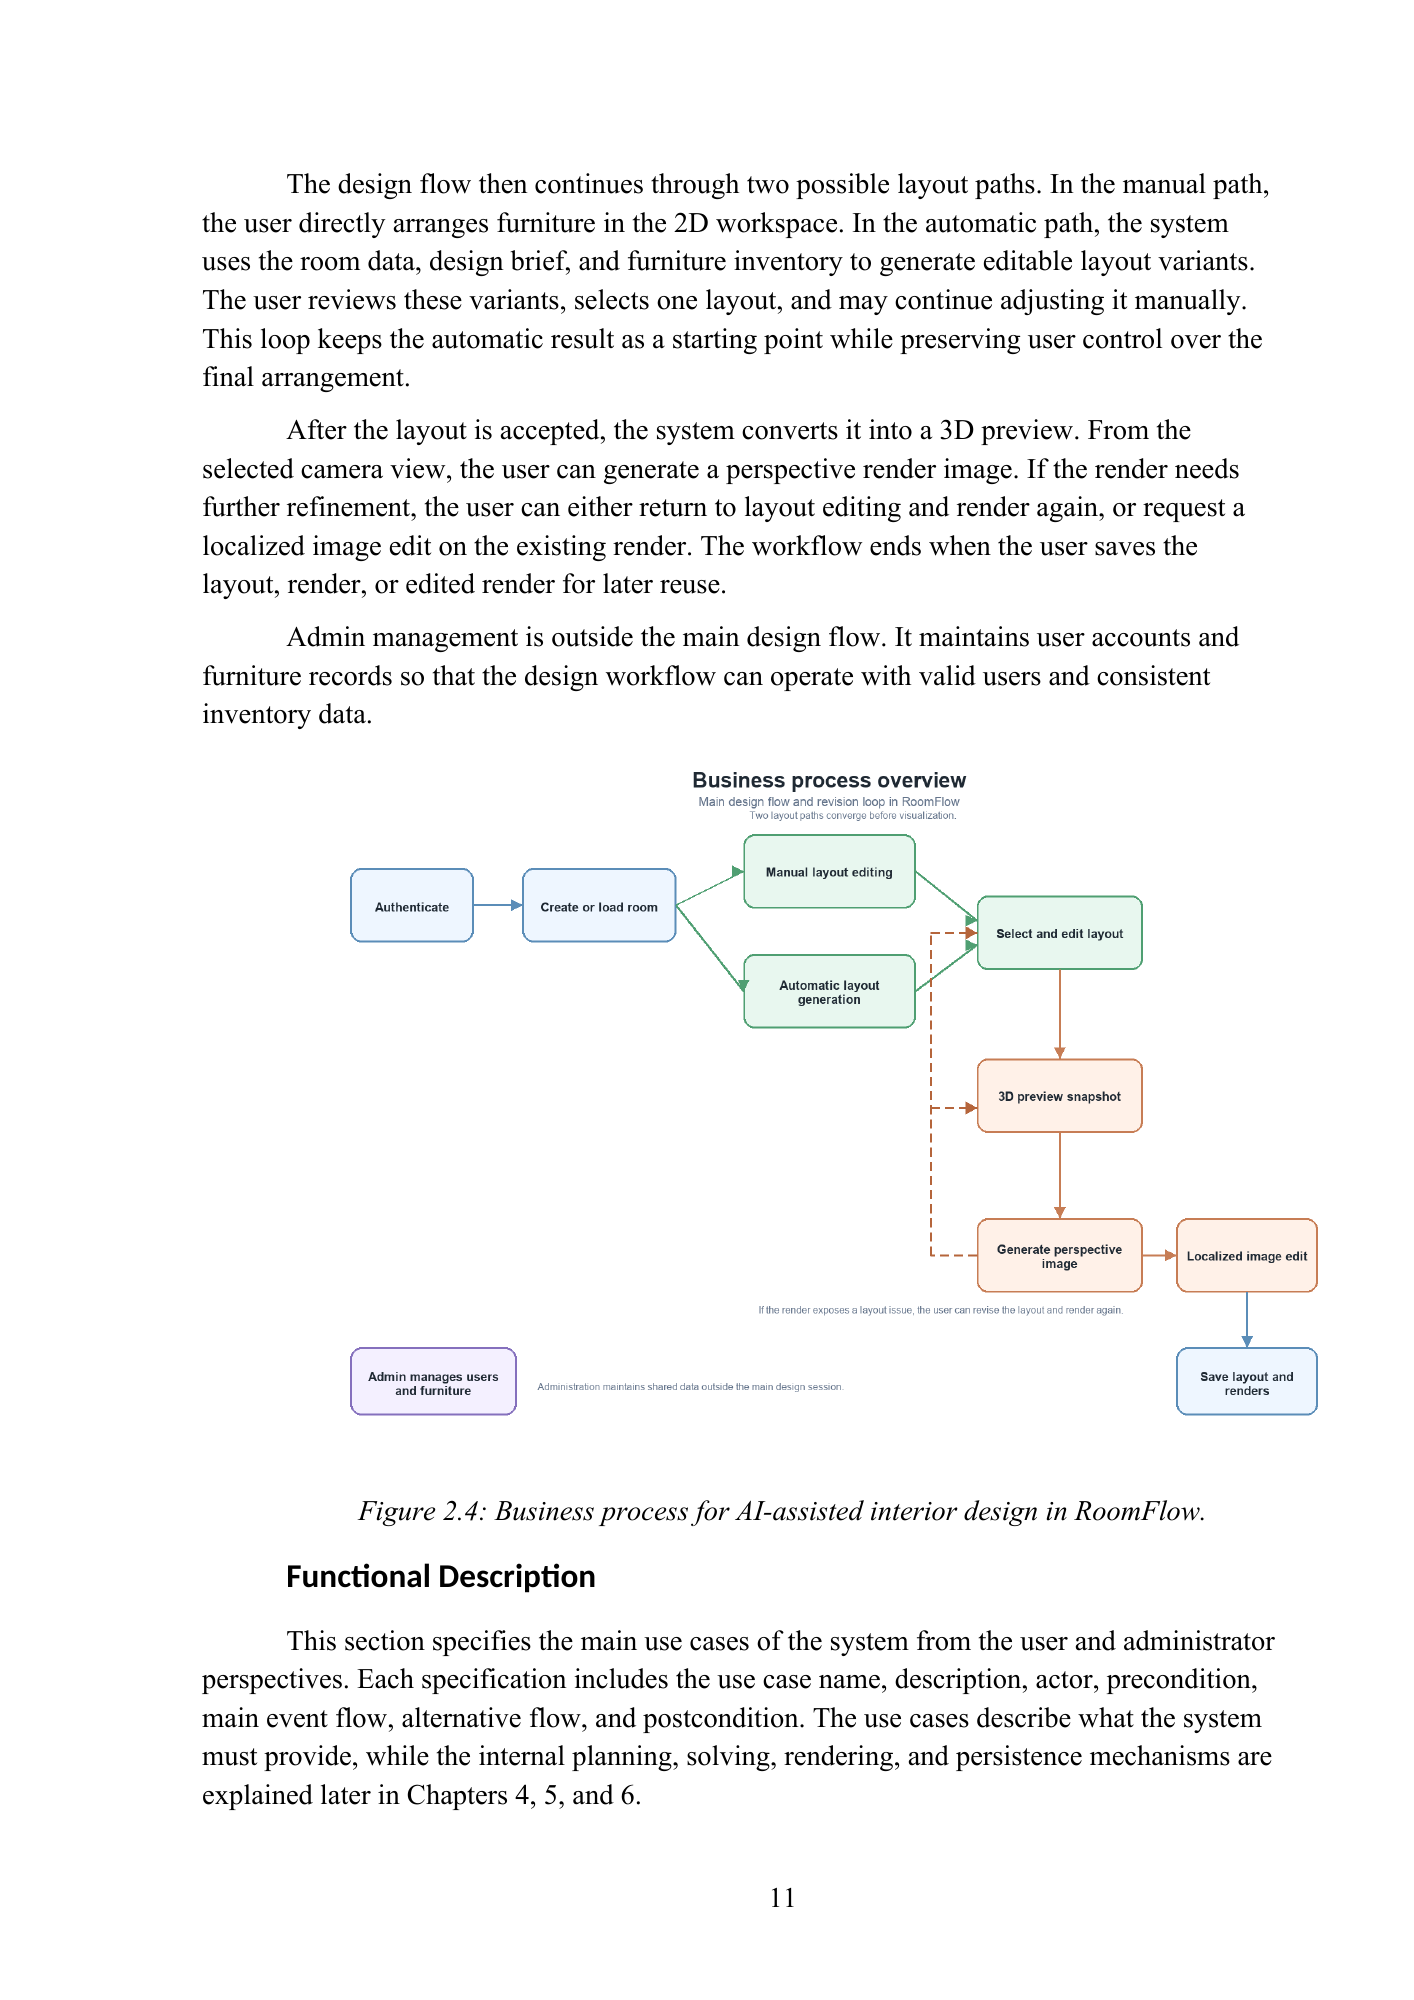 The design flow then continues through two possible layout paths. In the manual path,
the user directly arranges furniture in the 2D workspace. In the automatic path, the system
uses the room data, design brief, and furniture inventory to generate editable layout variants.
The user reviews these variants, selects one layout, and may continue adjusting it manually.
This loop keeps the automatic result as a starting point while preserving user control over the
final arrangement.
After the layout is accepted, the system converts it into a 3D preview. From the
selected camera view, the user can generate a perspective render image. If the render needs
further refinement, the user can either return to layout editing and render again, or request a
localized image edit on the existing render. The workflow ends when the user saves the
layout, render, or edited render for later reuse.
Admin management is outside the main design flow. It maintains user accounts and
furniture records so that the design workflow can operate with valid users and consistent
inventory data.
Business process overview
Main design flow and revision loop in RoomFlow
Two layout paths converge before visualization.
Authenticate
Create or load room
Manual layout editing
Automatic layout
generation
Select and edit layout
3D preview snapshot
Generate perspective
image
Localized image edit
If the render exposes a layout issue, the user can revise the layout and render again.
Admin manages users
and furniture
Administration maintains shared data outside the main design session.
Save layout and
renders
Figure 2.4: Business process for AI-assisted interior design in RoomFlow.
Functional Description
This section specifies the main use cases of the system from the user and administrator
perspectives. Each specification includes the use case name, description, actor, precondition,
main event flow, alternative flow, and postcondition. The use cases describe what the system
must provide, while the internal planning, solving, rendering, and persistence mechanisms are
explained later in Chapters 4, 5, and 6.
11